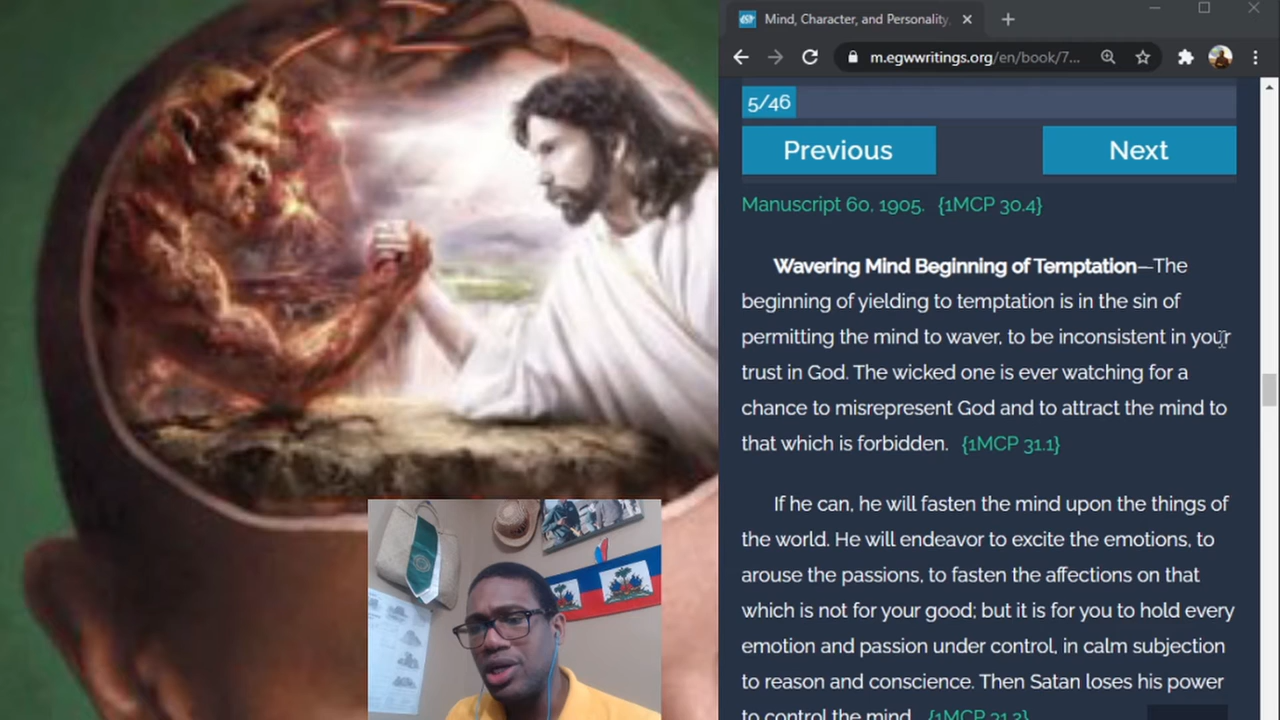 Mind, Character, and Personality,
m.egwwritings.org/en/book/7...
5/46
Previous
Next
Manuscript 60, 1905. {1MCP 30.4}
Wavering Mind Beginning of Temptation—The
beginning of yielding to temptation is in the sin of
permitting the mind to waver, to be inconsistent in your
trust in God. The wicked one is ever watching for a
chance to misrepresent God and to attract the mind to
that which is forbidden. {1MCP 31.1}
If he can, he will fasten the mind upon the things of
the world. He will endeavor to excite the emotions, to
arouse the passions, to fasten the affections on that
which is not for your good; but it is for you to hold every
emotion and passion under control, in calm subjection
to reason and conscience. Then Satan loses his power
to control the mind. {1MCP 31.2}